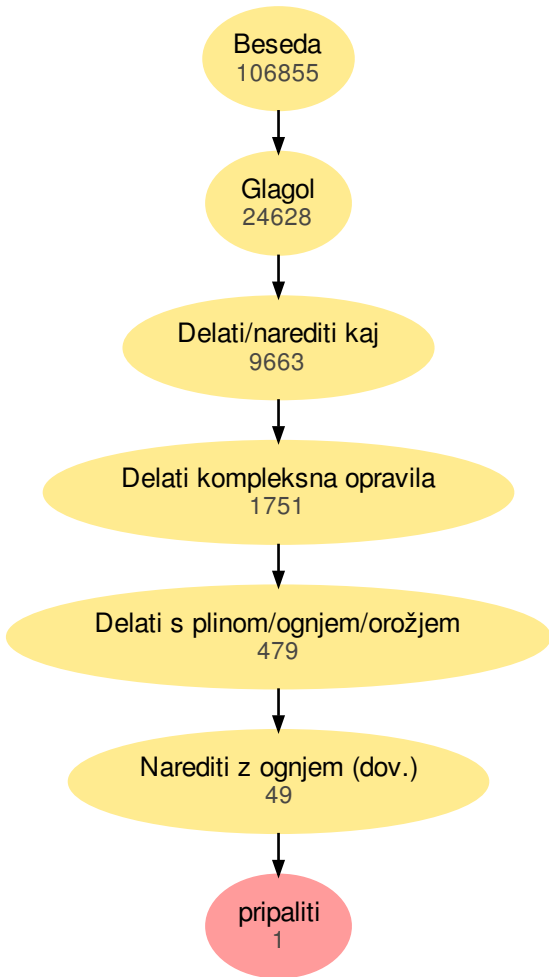 Beseda
106855
Glagol
24628
Delati/narediti kaj
9663
Delati kompleksna opravila
1751
Delati s plinom/ognjem/orožjem
479
Narediti z ognjem (dov.)
49
pripaliti
1